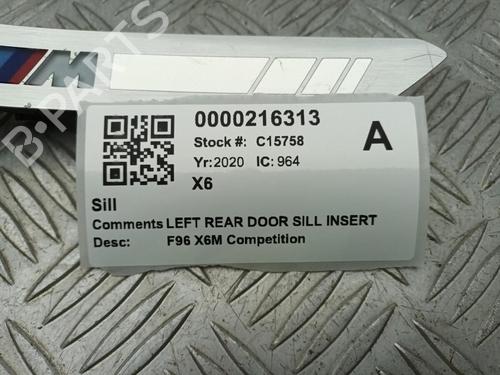 M
B-PARTS
0000216313
Stock #: C15758
A
Yr: 2020 IC: 964
X6
Sill
Comments LEFT REAR DOOR SILL INSERT
Desc: F96 X6M Competition